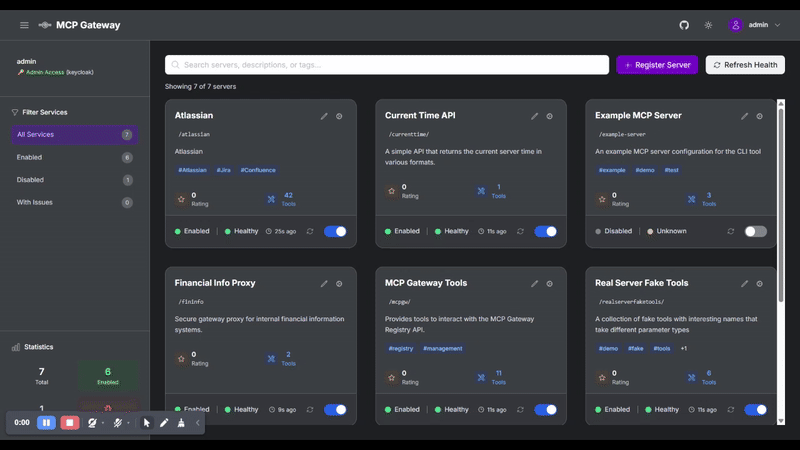 MCP Gateway
admin
admin
Admin Access (keycloak)
Filter Services
All Services 7
Enabled 6
Disabled 1
With Issues 0
Statistics
7
Total
6
Enabled
1
Search servers, descriptions, or tags...
+ Register Server
Refresh Health
Showing 7 of 7 servers
Atlassian
/atlassian
Atlassian
#Atlassian #Jira #Confluence
0
Rating
42
Tools
Enabled | Healthy 25s ago
Current Time API
/currenttime/
A simple API that returns the current server time in
various formats.
0
Rating
1
Tools
Enabled | Healthy 11s ago
Example MCP Server
/example-server
An example MCP server configuration for the CLI tool
#example #demo #test
0
Rating
3
Tools
Disabled | Unknown
Financial Info Proxy
/fininfo
Secure gateway proxy for internal financial information
systems.
0
Rating
2
Tools
Enabled | Healthy 9s ago
MCP Gateway Tools
/mcpgw/
Provides tools to interact with the MCP Gateway
Registry API.
#registry #management
0
Rating
11
Tools
Enabled | Healthy 11s ago
Real Server Fake Tools
/realserverfaketools/
A collection of fake tools with interesting names that
take different parameter types
#demo #fake #tools +1
0
Rating
6
Tools
Enabled | Healthy 11s ago
0:00